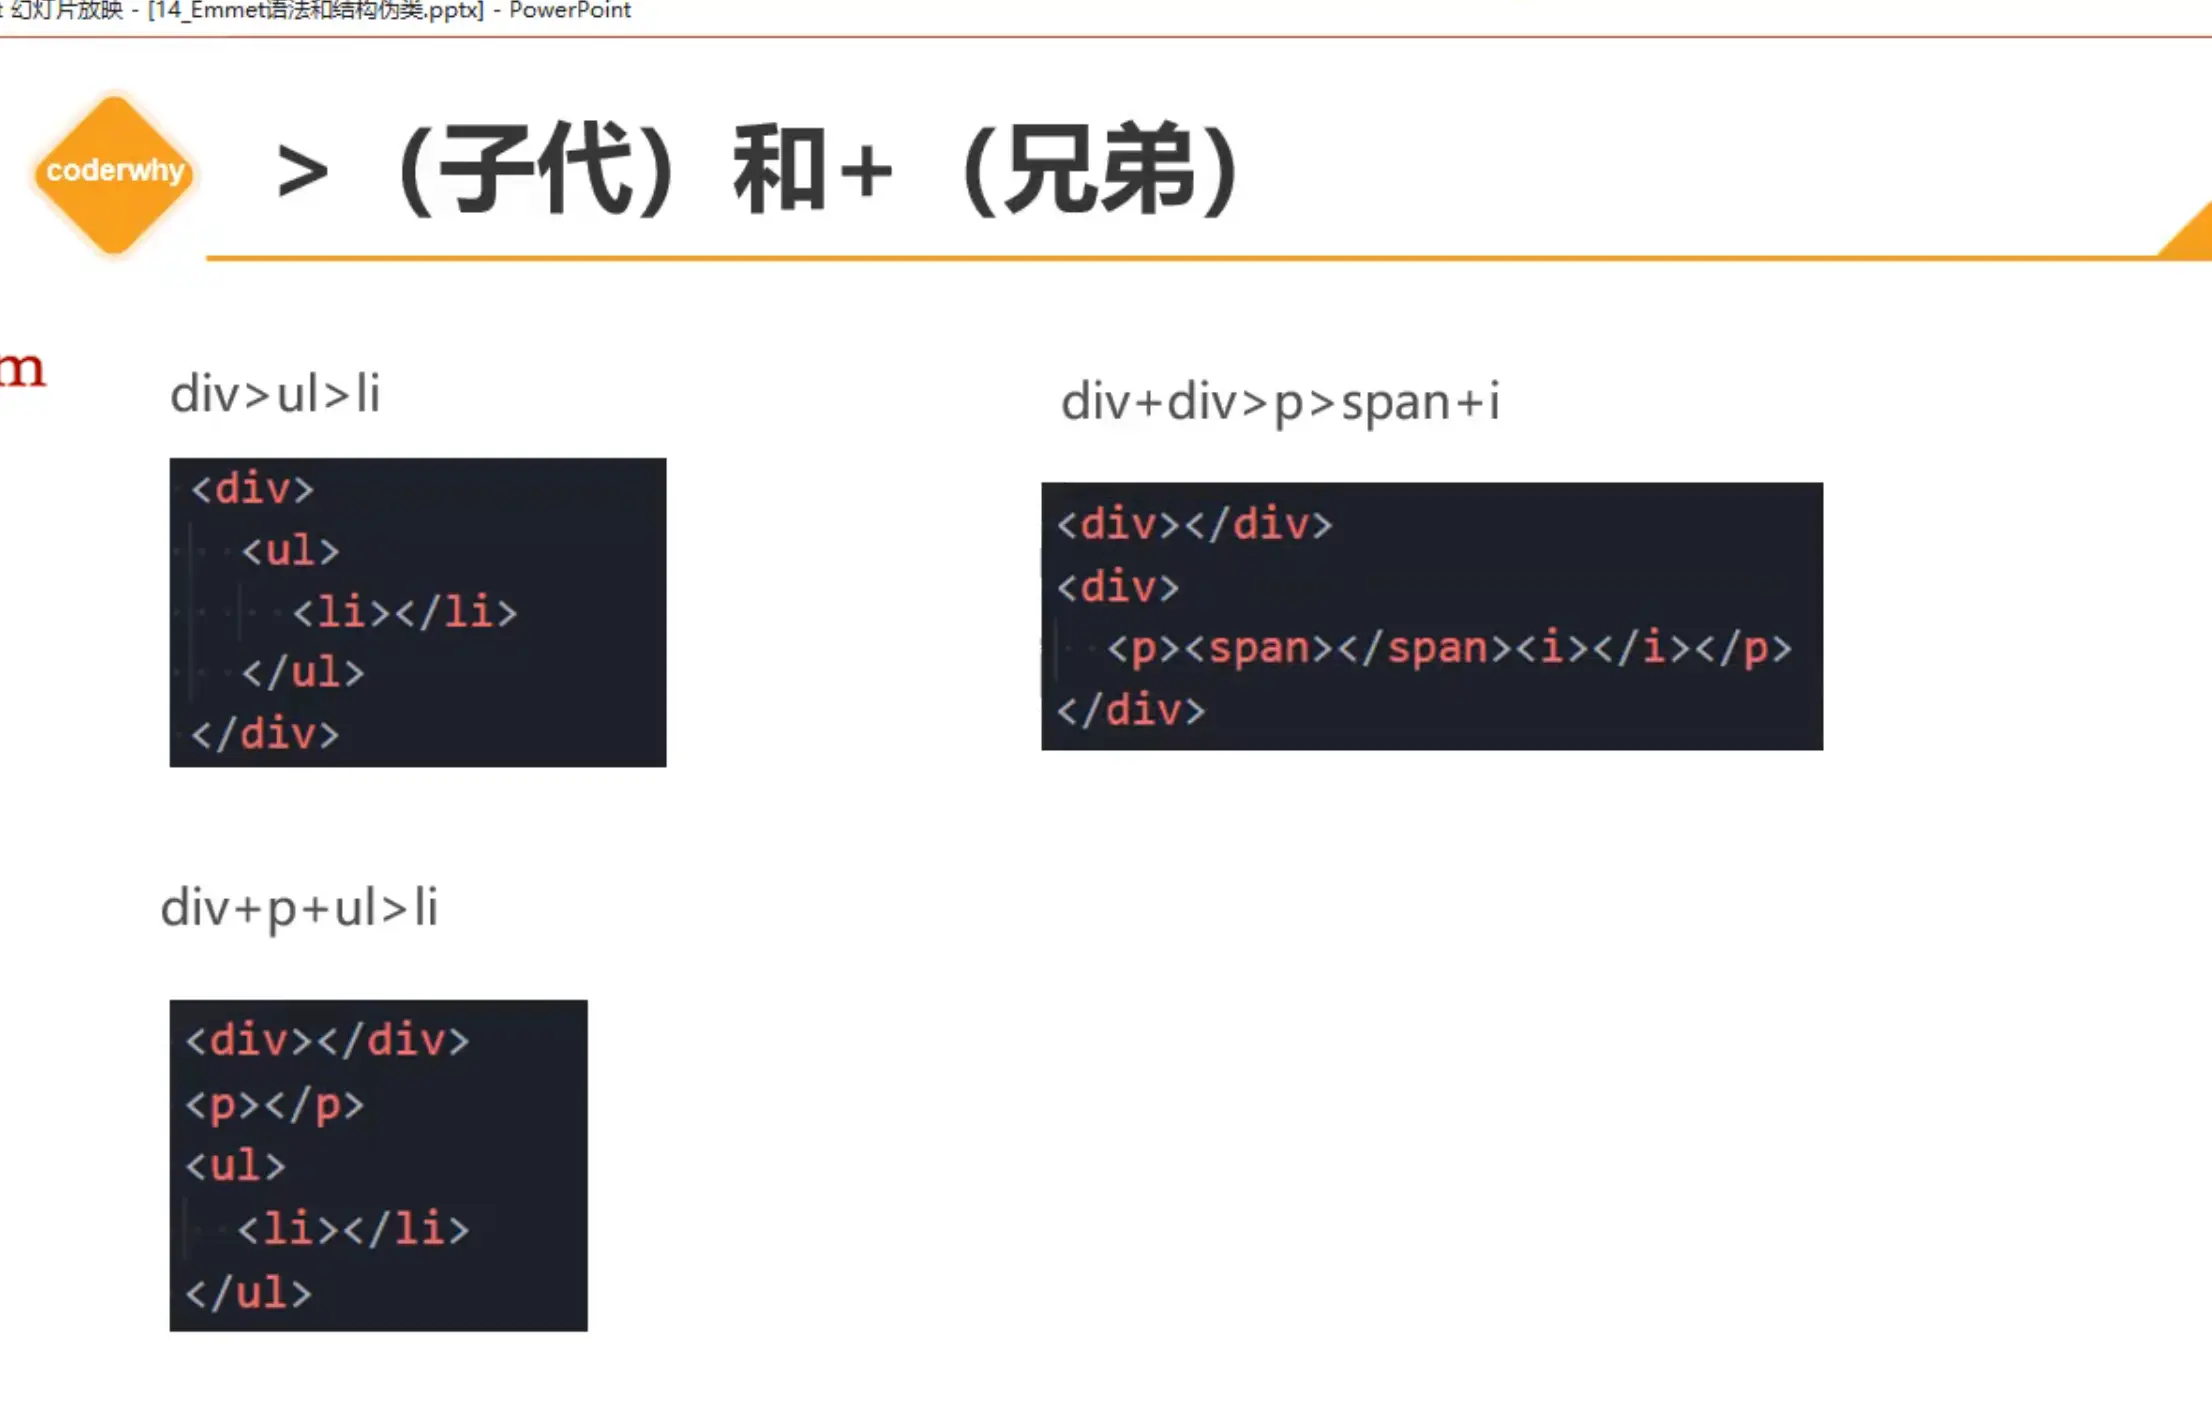 幻灯片放映 - [14_Emmet语法和结构伪类.pptx] - PowerPoint
coderwhy
>（子代）和+（兄弟）
m
div>ul>li
<div>
<ul>
<li></li>
</ul>
</div>
div+div>p>span+i
<div></div>
<div>
<p><span></span><i></i></p>
</div>
div+p+ul>li
<div></div>
<p></p>
<ul>
<li></li>
</ul>